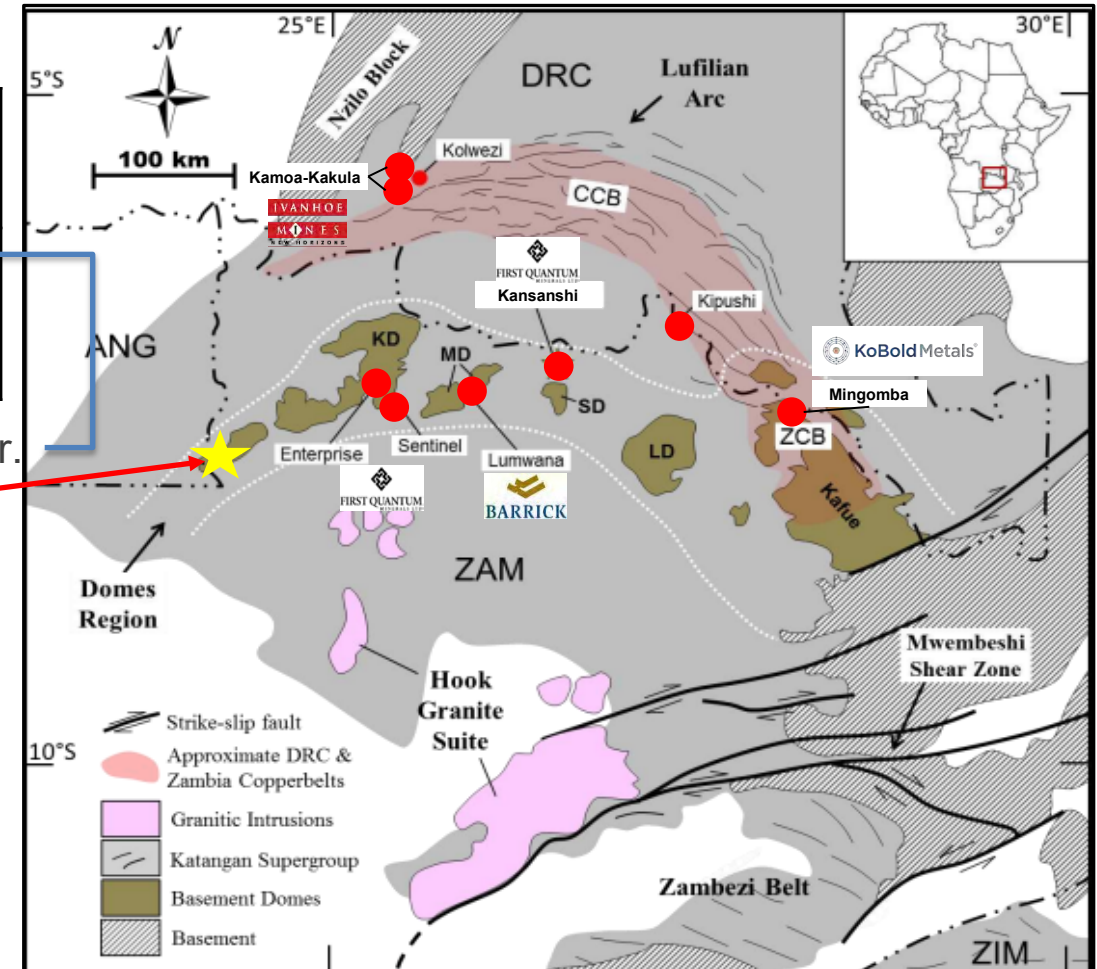 25°E
30°E
N
5°S
DRC
Lufilian
Arc
Nzilo Block
100 km
Kolwezi
Kamoa-Kakula
CCB
IVANHOE
MINES
NEW HORIZONS
FIRST QUANTUM
MINERALS LTD
Kansanshi
Kipushi
ANG
KD
MD
KoBold Metals
Mingomba
SD
r.
Enterprise
Sentinel
Lumwana
LD
ZCB
FIRST QUANTUM
MINERALS LTD
BARRICK
Kafue
ZAM
Domes
Region
Mwembeshi
Shear Zone
Hook
Granite
Suite
Strike-slip fault
10°S
Approximate DRC &
Zambia Copperbelts
Granitic Intrusions
Katangan Supergroup
Basement Domes
Basement
Zambezi Belt
ZIM